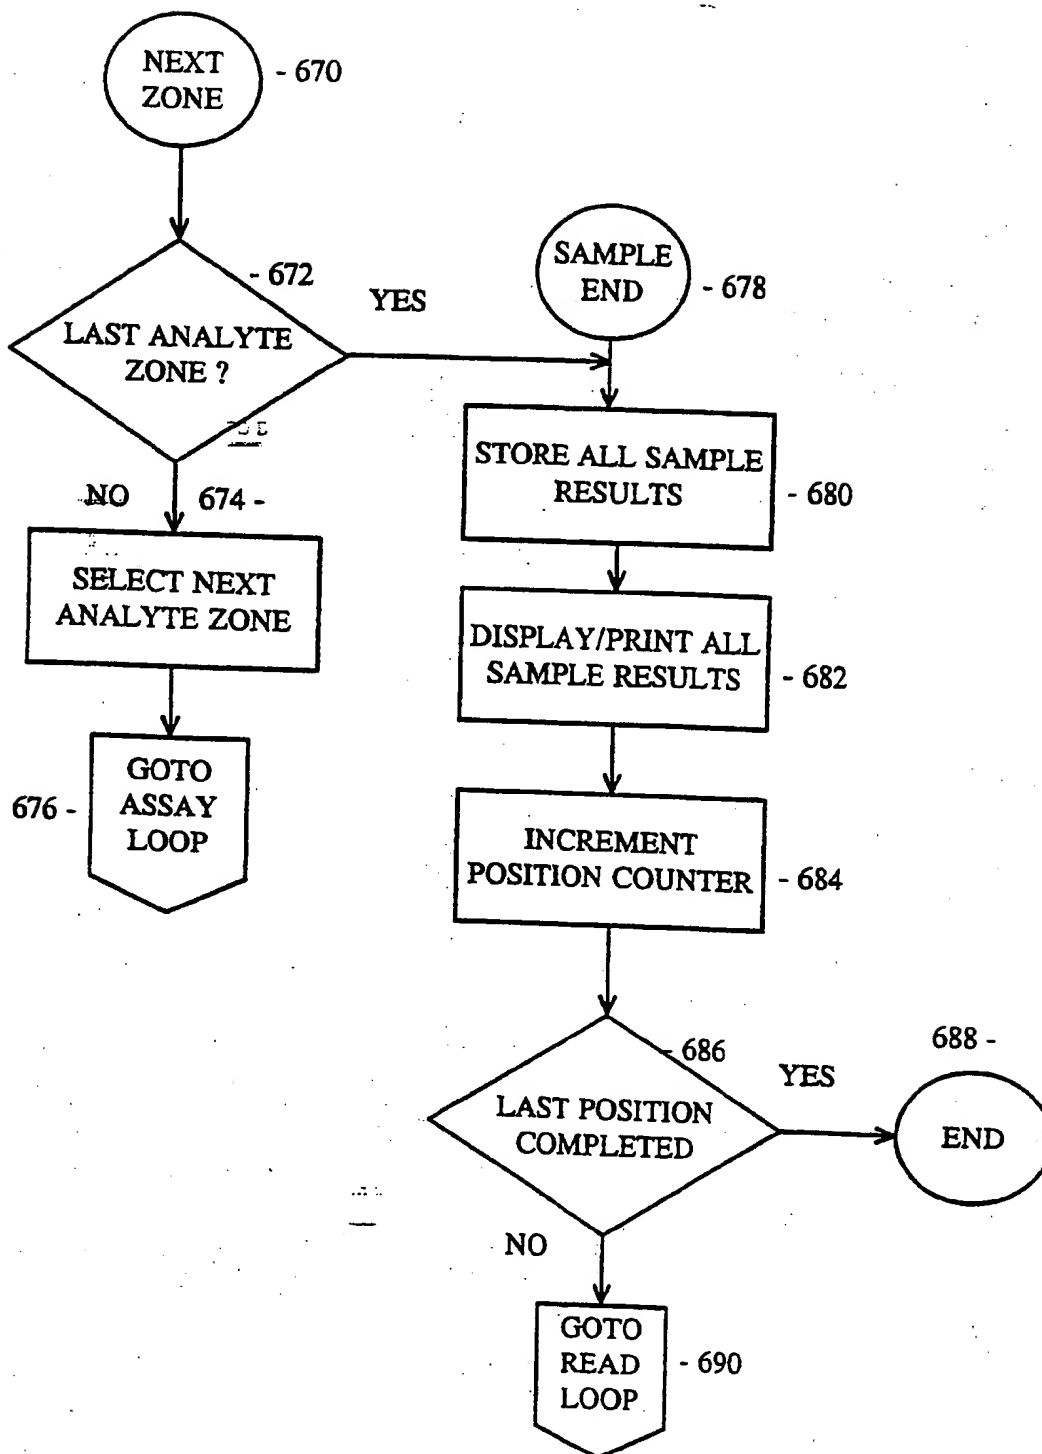 NEXT
ZONE
- 670
- 672
LAST ANALYTE
ZONE ?
YES
SAMPLE
END
- 678
NO
674 -
SELECT NEXT
ANALYTE ZONE
676 -
GOTO
ASSAY
LOOP
STORE ALL SAMPLE
RESULTS
- 680
DISPLAY/PRINT ALL
SAMPLE RESULTS
- 682
INCREMENT
POSITION COUNTER
- 684
- 686
LAST POSITION
COMPLETED
YES
688 -
END
NO
GOTO
READ
LOOP
- 690